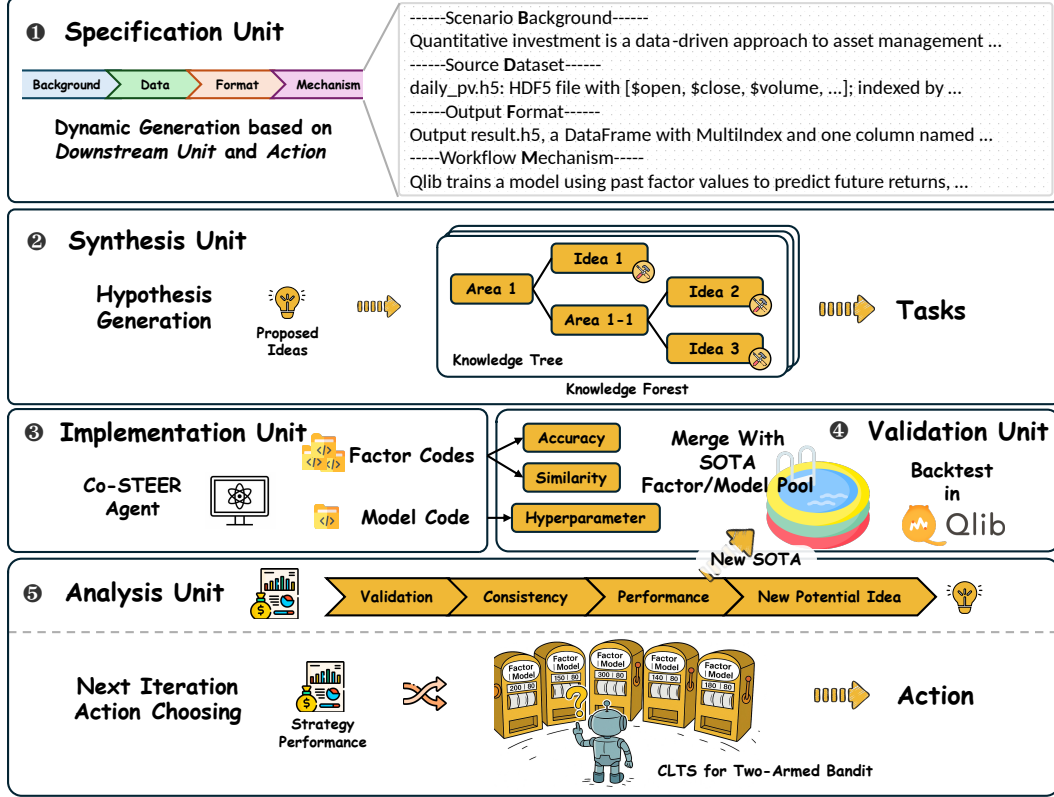 ❶ Specification Unit
Background
Data
Format
Mechanism
Dynamic Generation based on
Downstream Unit and Action
------Scenario Background------
Quantitative investment is a data-driven approach to asset management ...
------Source Dataset------
daily_pv.h5: HDF5 file with [$open, $close, $volume, ...]; indexed by ...
------Output Format------
Output result.h5, a DataFrame with MultiIndex and one column named ...
-----Workflow Mechanism-----
Qlib trains a model using past factor values to predict future returns, ...
❷ Synthesis Unit
Hypothesis
Generation
Proposed
Ideas
Area 1
Idea 1
Area 1-1
Idea 2
Idea 3
Knowledge Tree
Knowledge Forest
Tasks
❸ Implementation Unit
Co-STEER
Agent
Factor Codes
Model Code
Accuracy
Similarity
Hyperparameter
❹ Validation Unit
Merge With
SOTA
Factor/Model Pool
Backtest
in
Qlib
New SOTA
❺ Analysis Unit
Validation
Consistency
Performance
New Potential Idea
Next Iteration
Action Choosing
Strategy
Performance
Factor
Model
200 | 80
Factor
Model
150 | 80
Factor
Model
300 | 80
Factor
Model
140 | 80
Factor
Model
180 | 80
?
CLTS for Two-Armed Bandit
Action